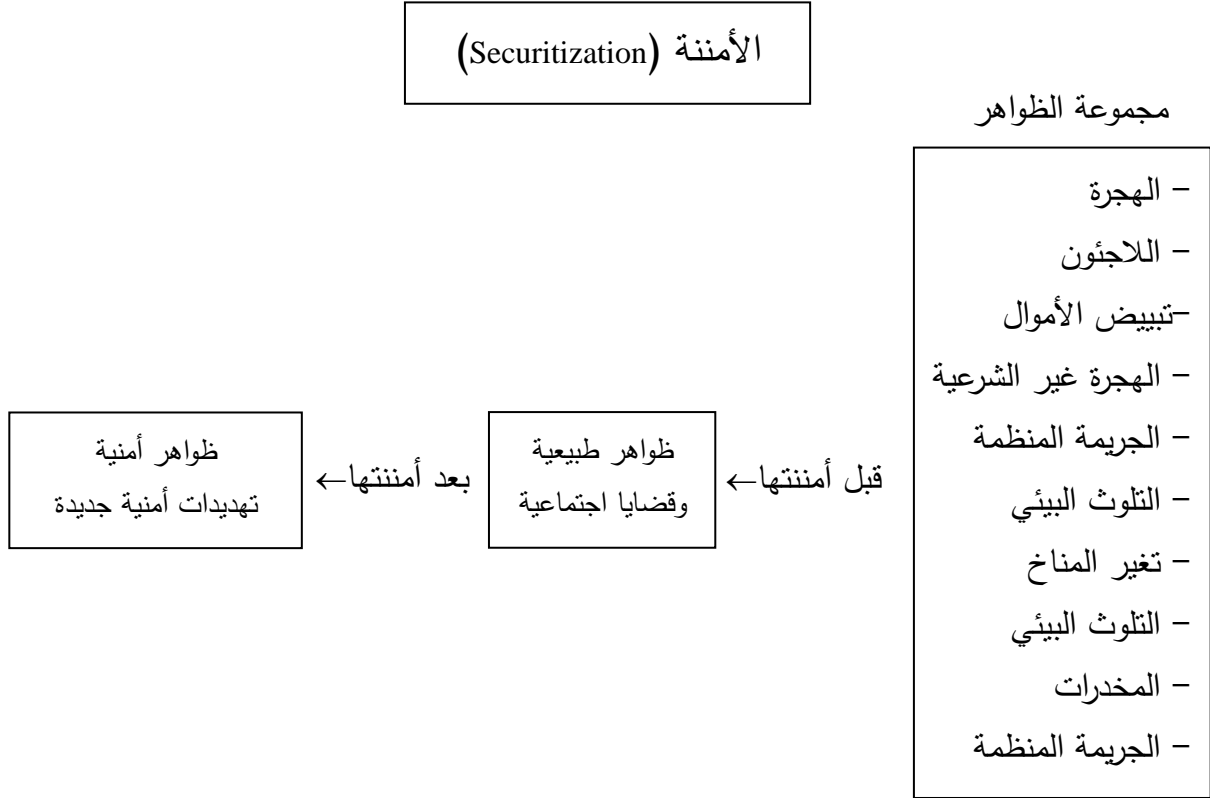 الأمننة (Securitization)
مجموعة الظواهر
– الهجرة
– اللاجئون
–تبييض الأموال
– الهجرة غير الشرعية
– الجريمة المنظمة
– التلوث البيئي
– تغير المناخ
– التلوث البيئي
– المخدرات
– الجريمة المنظمة
قبل أمننتها←
ظواهر طبيعية
وقضايا اجتماعية
بعد أمننتها←
ظواهر أمنية
تهديدات أمنية جديدة